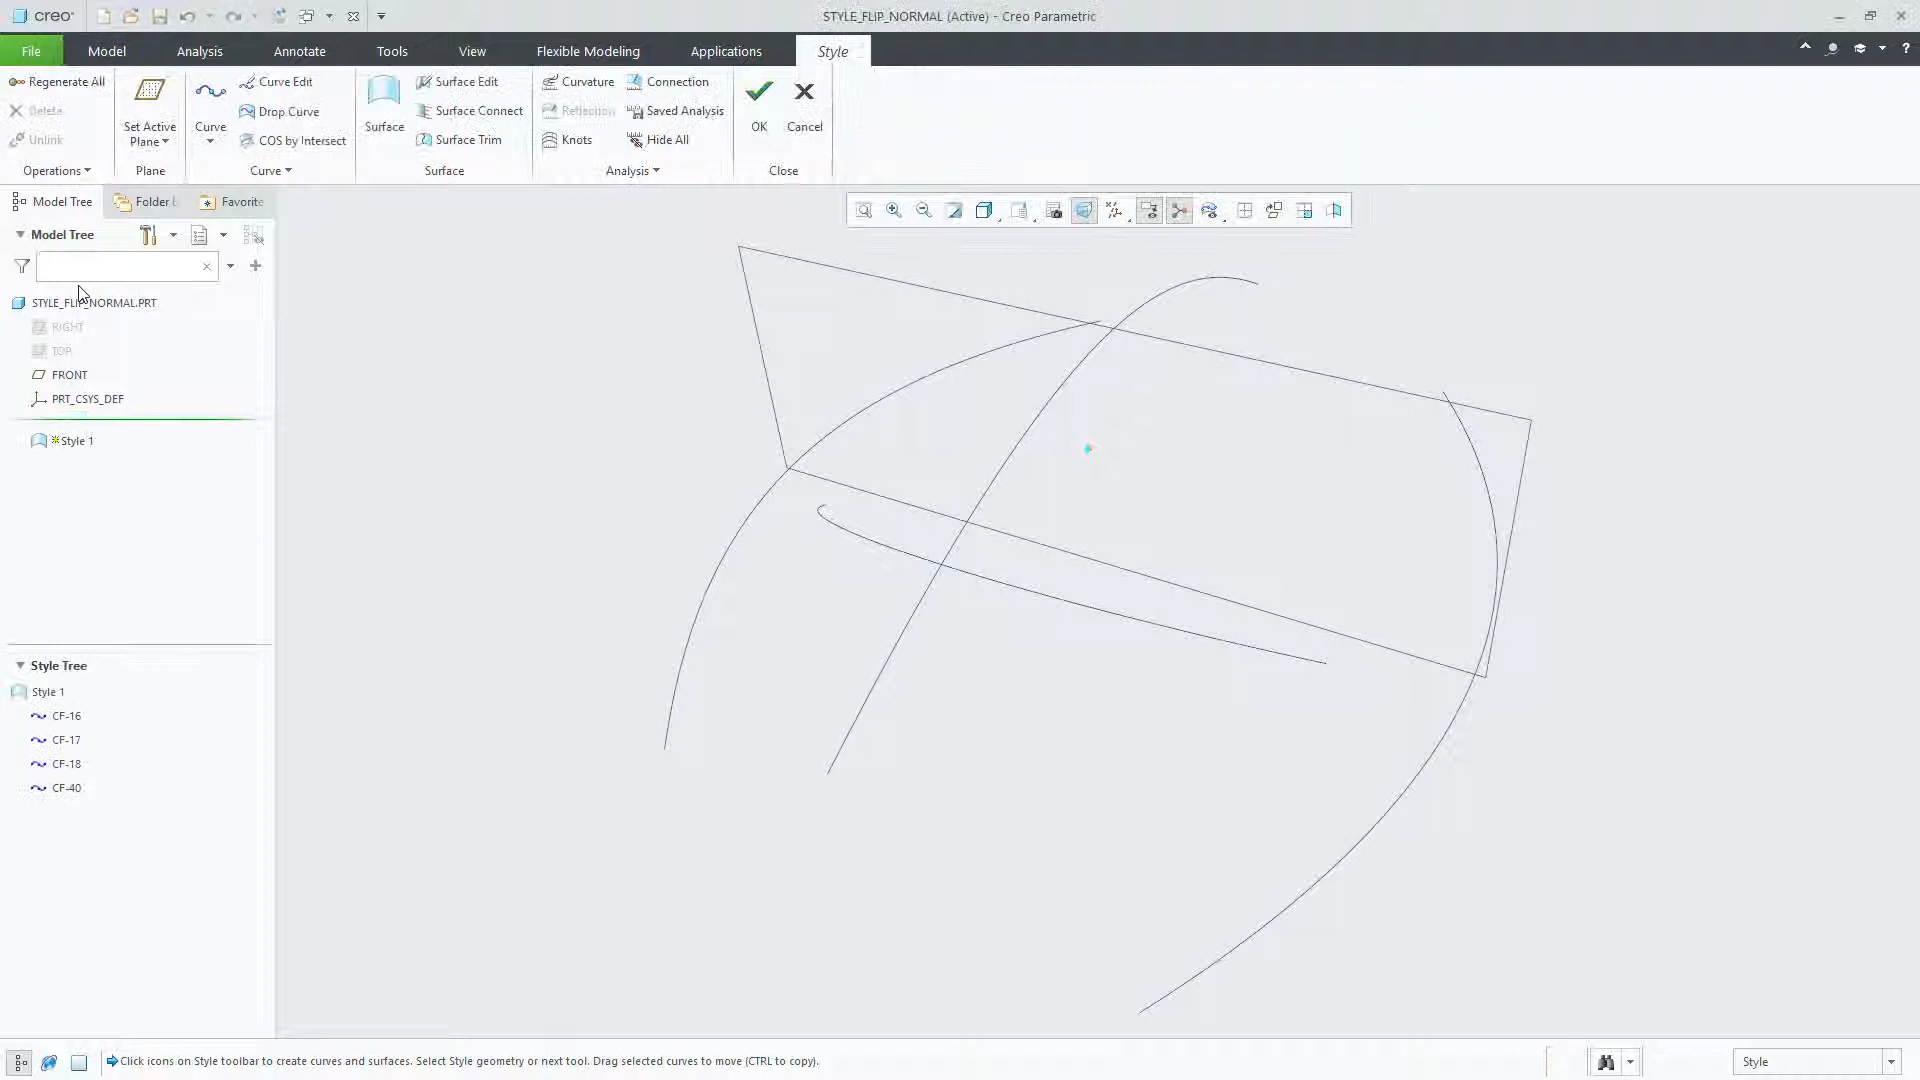 creo
STYLE_FLIP_NORMAL (Active) - Creo Parametric
File Model Analysis Annotate Tools View Flexible Modeling Applications Style
Regenerate All
Delete
Unlink
Operations
Set Active
Plane
Plane
Curve
Curve Edit
Drop Curve
COS by Intersect
Curve
Surface
Surface Edit
Surface Connect
Surface Trim
Surface
Curvature
Reflection
Knots
Connection
Saved Analysis
Hide All
Analysis
OK
Cancel
Close
Model Tree Folder Favorite
Model Tree
STYLE_FLIP_NORMAL.PRT
RIGHT
TOP
FRONT
PRT_CSYS_DEF
Style 1
Style Tree
Style 1
CF-16
CF-17
CF-18
CF-40
Click icons on Style toolbar to create curves and surfaces. Select Style geometry or next tool. Drag selected curves to move (CTRL to copy).
Style